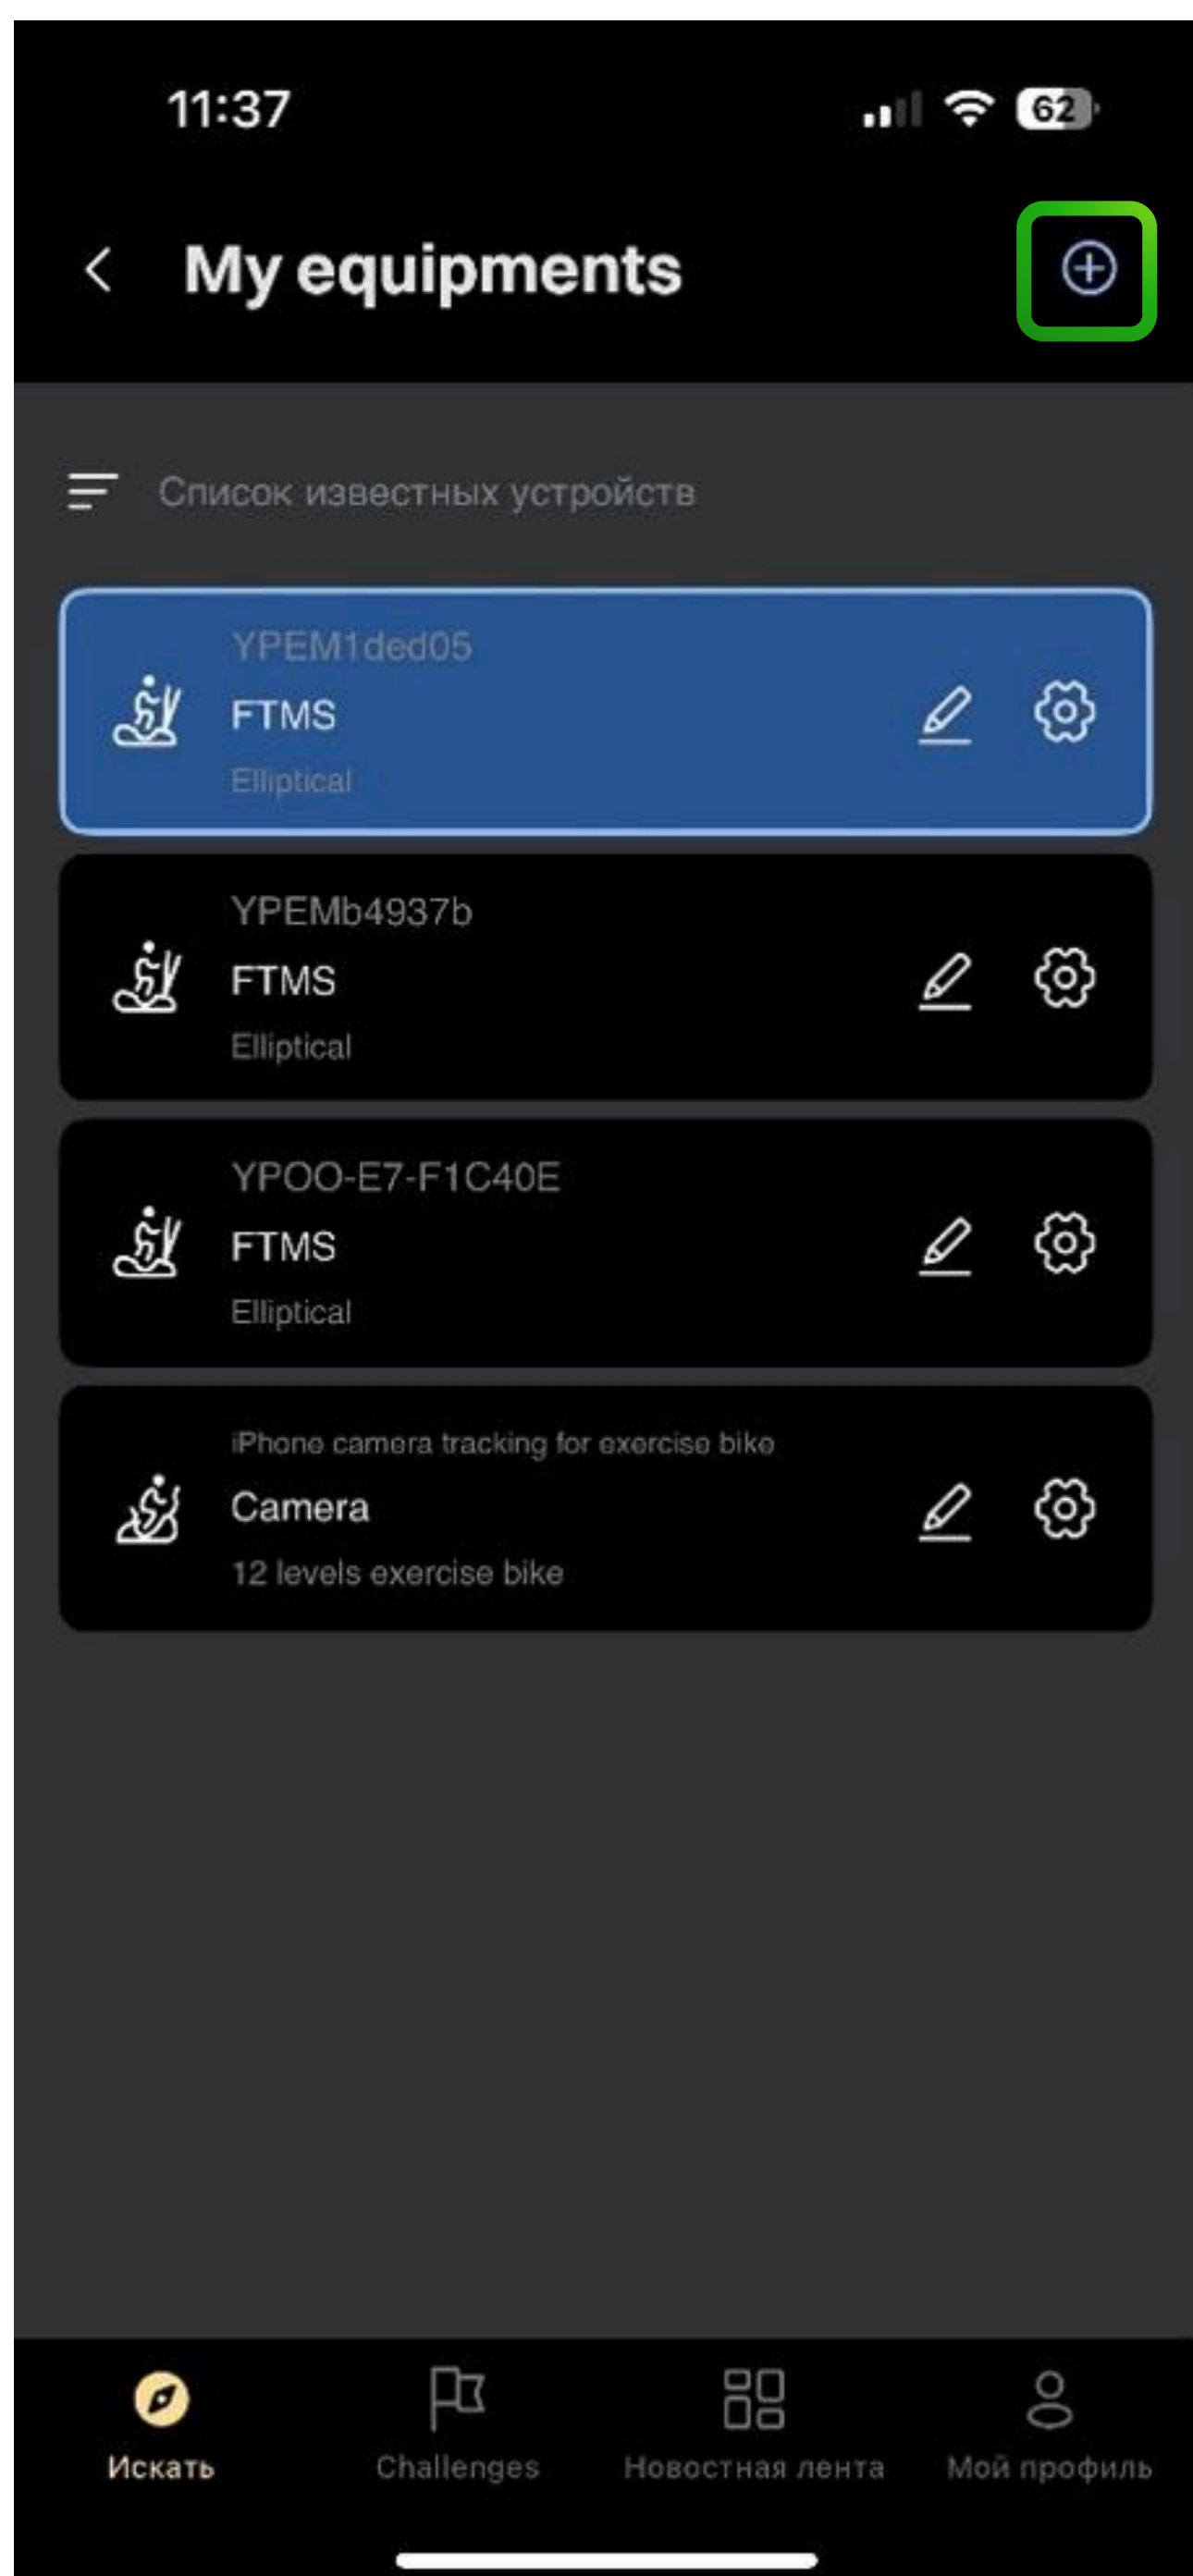 11:37
62
My equipments
Список известных устройств
YPEM1ded05
FTMS
Elliptical
YPEMb4937b
FTMS
Elliptical
YPOO-E7-F1C40E
FTMS
Elliptical
iPhone camera tracking for exercise bike
Camera
12 levels exercise bike
Искать
Challenges
Новостная лента
Мой профиль